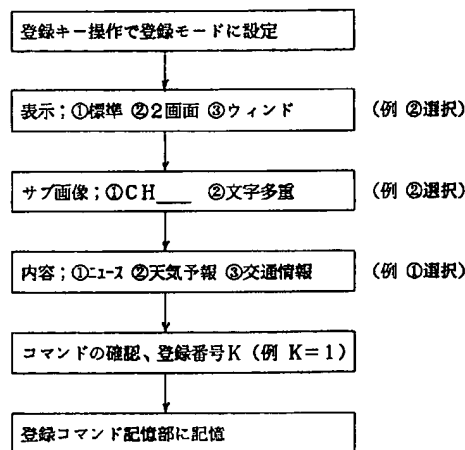 登録キー操作で登録モードに設定
表示;①標準 ②2画面 ③ウィンド (例 ②選択)
サブ画像;①CH___ ②文字多重 (例 ②選択)
内容;①ニュース ②天気予報 ③交通情報 (例 ①選択)
コマンドの確認、登録番号K (例 K=1)
登録コマンド記憶部に記憶